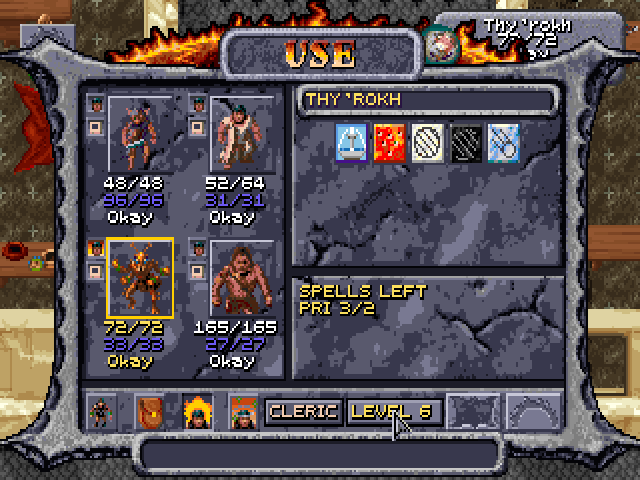 Thy'rokh
72/72
USE
THY'ROKH
48/48
96/96
Okay
52/64
31/31
Okay
72/72
33/33
Okay
165/165
27/27
Okay
SPELLS LEFT
PRI 3/2
CLERIC
LEVEL 6